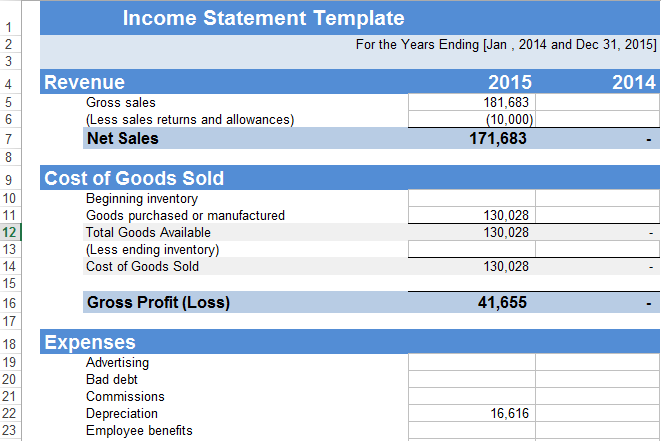 1 Income Statement Template
2 For the Years Ending [Jan , 2014 and Dec 31, 2015]
3
4 Revenue 2015 2014
5 Gross sales 181,683
6 (Less sales returns and allowances) (10,000)
7 Net Sales 171,683 -
8
9 Cost of Goods Sold
10 Beginning inventory
11 Goods purchased or manufactured 130,028
12 Total Goods Available 130,028 -
13 (Less ending inventory)
14 Cost of Goods Sold 130,028 -
15
16 Gross Profit (Loss) 41,655 -
17
18 Expenses
19 Advertising
20 Bad debt
21 Commissions
22 Depreciation 16,616
23 Employee benefits